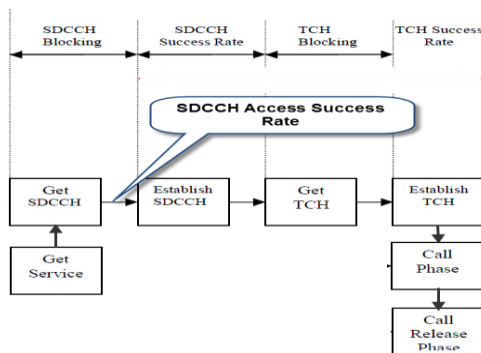 SDCCH
Blocking
SDCCH
Success Rate
TCH
Blocking
TCH Success
Rate
SDCCH Access Success
Rate
Get
SDCCH
Establish
SDCCH
Get
TCH
Establish
TCH
Get
Service
Call
Phase
Call
Release
Phase